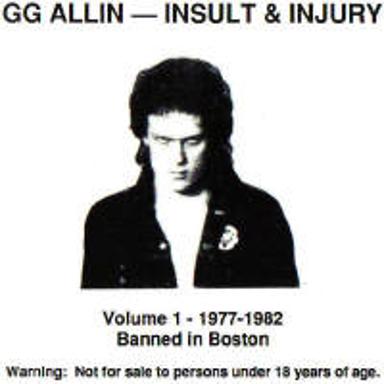 GG ALLIN — INSULT & INJURY
Volume 1 - 1977-1982
Banned in Boston
Warning: Not for sale to persons under 18 years of age.